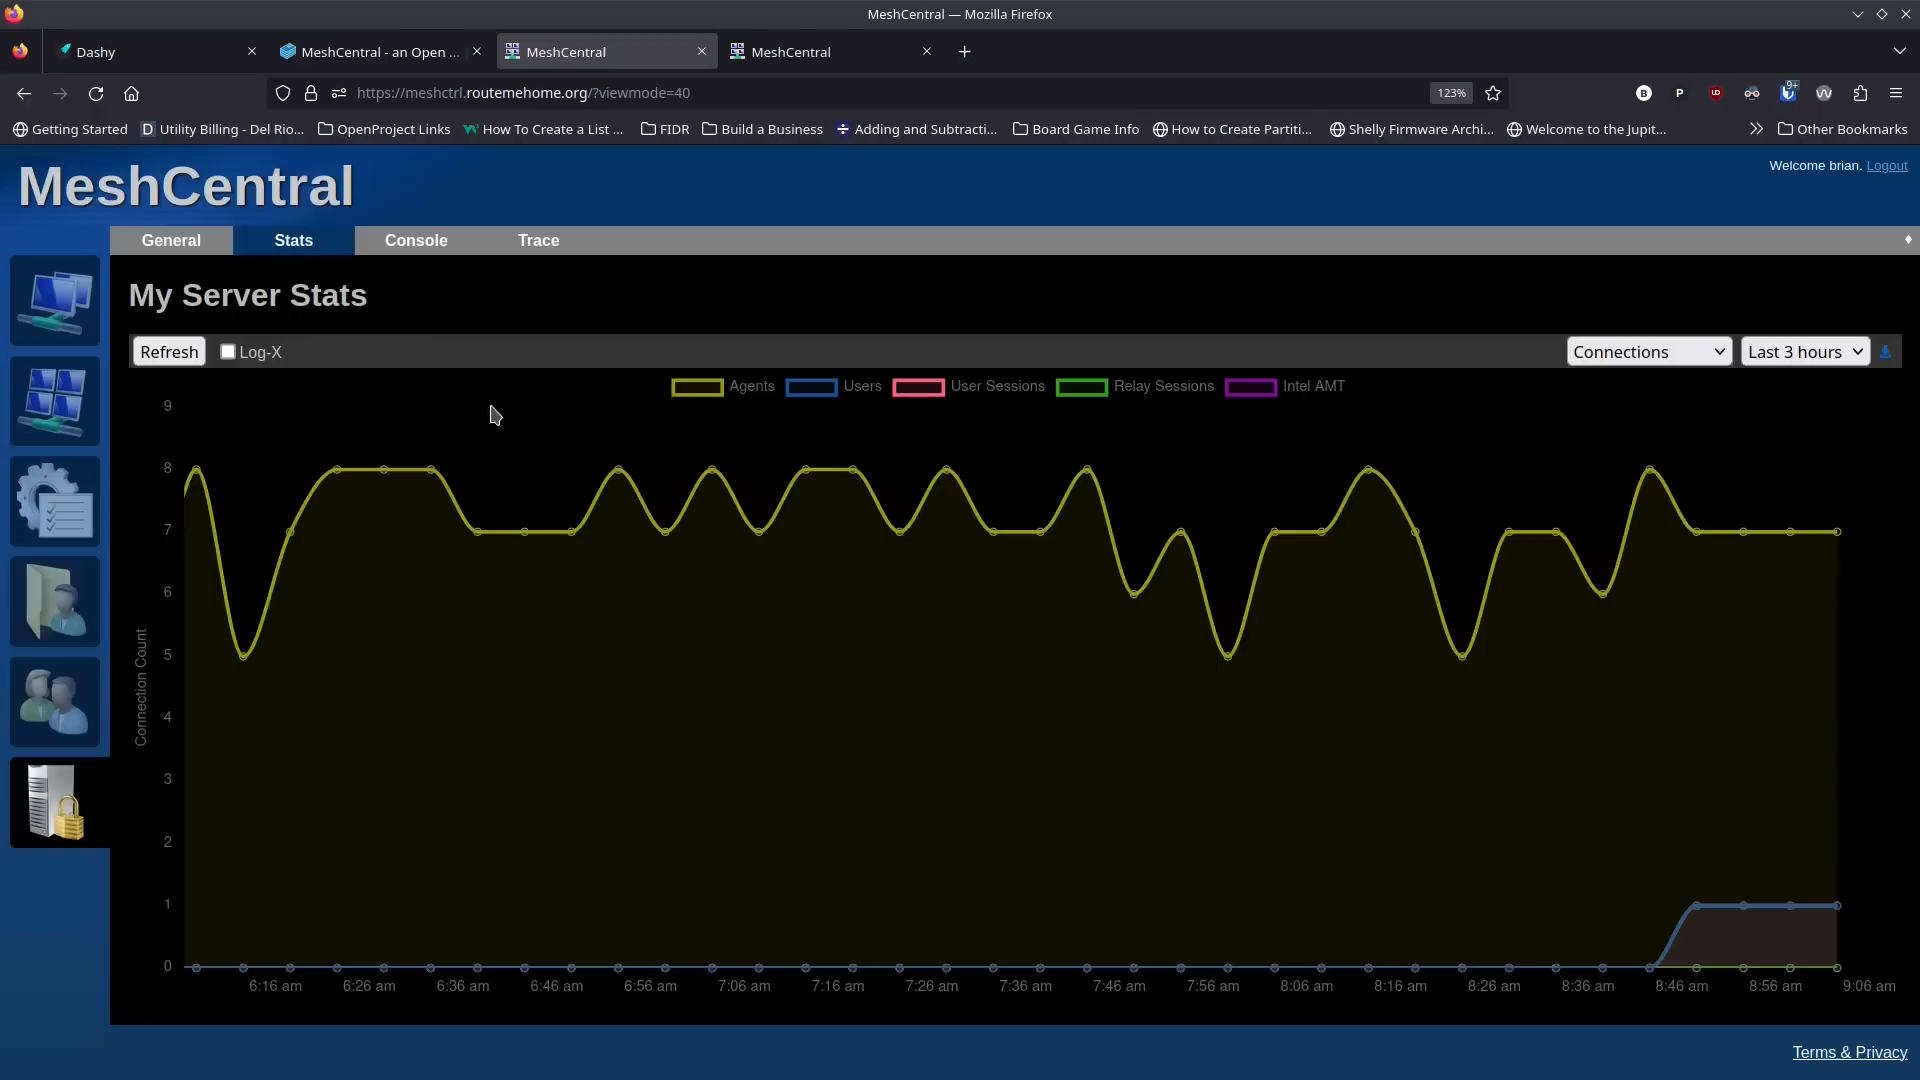 MeshCentral — Mozilla Firefox
Dashy
MeshCentral - an Open ...
MeshCentral
MeshCentral
https://meshctrl.routemehome.org/?viewmode=40
123%
B
P
9+
Getting Started
Utility Billing - Del Rio...
OpenProject Links
How To Create a List ...
FIDR
Build a Business
Adding and Subtracti...
Board Game Info
How to Create Partiti...
Shelly Firmware Archi...
Welcome to the Jupit...
Other Bookmarks
MeshCentral
Welcome brian. Logout
General
Stats
Console
Trace
My Server Stats
Refresh
Log-X
Connections
Last 3 hours
Agents
Users
User Sessions
Relay Sessions
Intel AMT
9
8
7
6
5
4
3
2
1
0
Connection Count
6:16 am
6:26 am
6:36 am
6:46 am
6:56 am
7:06 am
7:16 am
7:26 am
7:36 am
7:46 am
7:56 am
8:06 am
8:16 am
8:26 am
8:36 am
8:46 am
8:56 am
9:06 am
Terms & Privacy